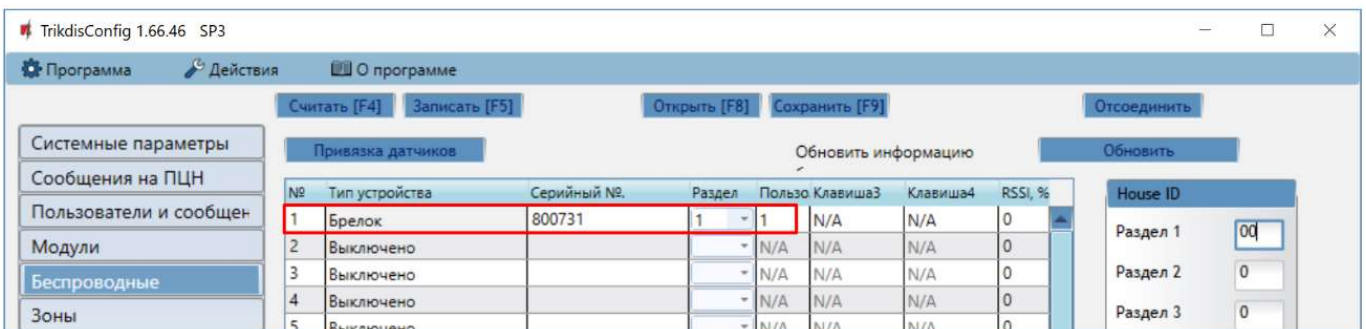 TrikdisConfig 1.66.46 SP3
Программа Действия О программе
Считать [F4] Записать [F5] Открыть [F8] Сохранить [F9] Отсоединить
Системные параметры
Сообщения на ПЦН
Пользователи и сообщен
Модули
Беспроводные
Зоны
Привязка датчиков Обновить информацию Обновить
№ Тип устройства Серийный №. Раздел Пользо Клавиша3 Клавиша4 RSSI, %
1 Брелок 800731 1 1 N/A N/A 0
2 Выключено N/A N/A N/A 0
3 Выключено N/A N/A N/A 0
4 Выключено N/A N/A N/A 0
5 Выключено N/A N/A N/A 0
House ID
Раздел 1 00
Раздел 2 0
Раздел 3 0